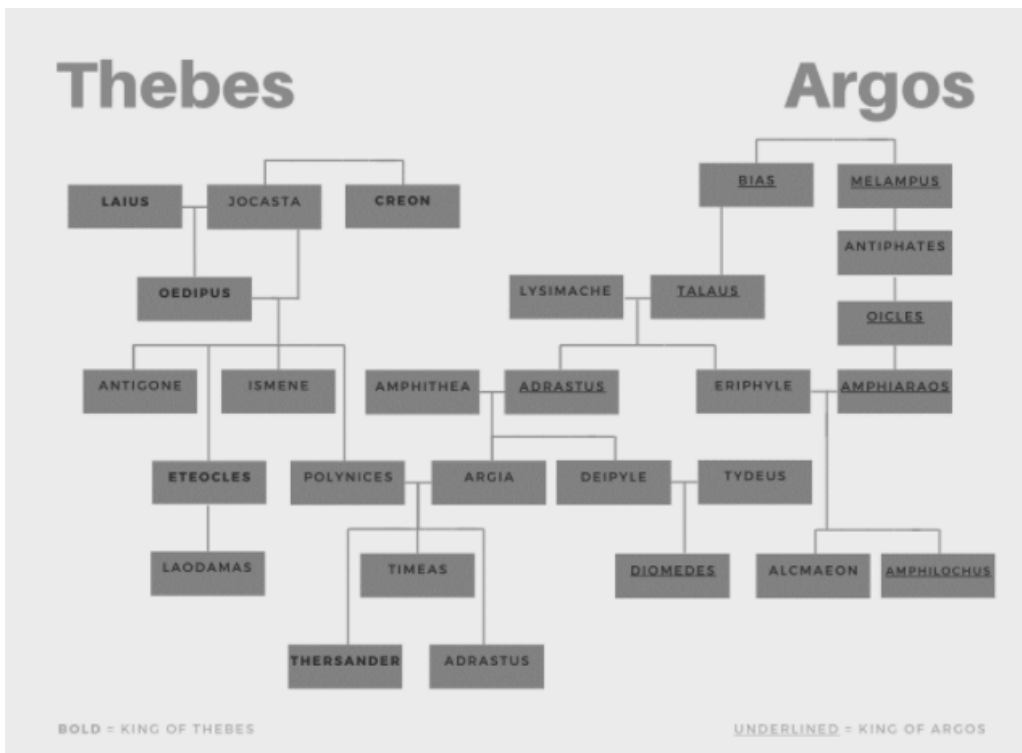 Thebes
Argos
LAIUS
JOCASTA
CREON
BIAS
MELAMPUS
ANTIPHATES
OEDIPUS
LYSIMACHE
TALAUS
OICLES
ANTIGONE
ISMENE
AMPHITHEA
ADRASTUS
ERIPHYLE
AMPHIARAOS
ETEOCLES
POLYNICES
ARGIA
DEIPYLE
TYDEUS
LAODAMAS
TIMEAS
DIOMEDES
ALCMAEON
AMPHILOCHUS
THERSANDER
ADRASTUS
BOLD = KING OF THEBES
UNDERLINED = KING OF ARGOS